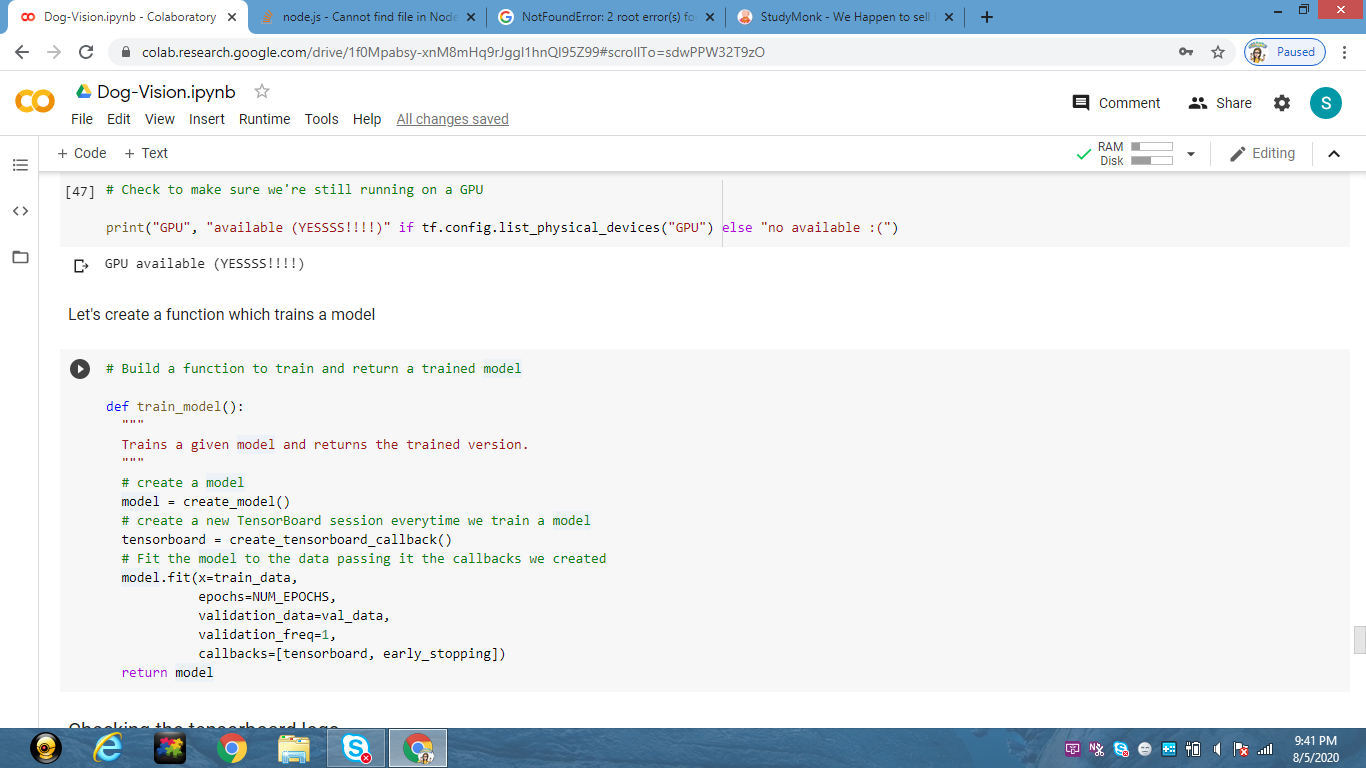 Dog-Vision.ipynb - Colaboratory
node.js - Cannot find file in Node
NotFoundError: 2 root error(s) fo
StudyMonk - We Happen to sell
colab.research.google.com/drive/1f0Mpabsy-xnM8mHq9rJggI1hnQl95Z99#scrollTo=sdwPPW32T9zO
Paused
Dog-Vision.ipynb
File Edit View Insert Runtime Tools Help All changes saved
Comment
Share
S
+ Code + Text
RAM
Disk
Editing
[47] # Check to make sure we're still running on a GPU
print("GPU", "available (YESSSS!!!!)" if tf.config.list_physical_devices("GPU") else "no available :(")
GPU available (YESSSS!!!!)
Let's create a function which trains a model
# Build a function to train and return a trained model
def train_model():
"""
Trains a given model and returns the trained version.
"""
# create a model
model = create_model()
# create a new TensorBoard session everytime we train a model
tensorboard = create_tensorboard_callback()
# Fit the model to the data passing it the callbacks we created
model.fit(x=train_data,
epochs=NUM_EPOCHS,
validation_data=val_data,
validation_freq=1,
callbacks=[tensorboard, early_stopping])
return model
Checking the tensorboard logs
9:41 PM
8/5/2020